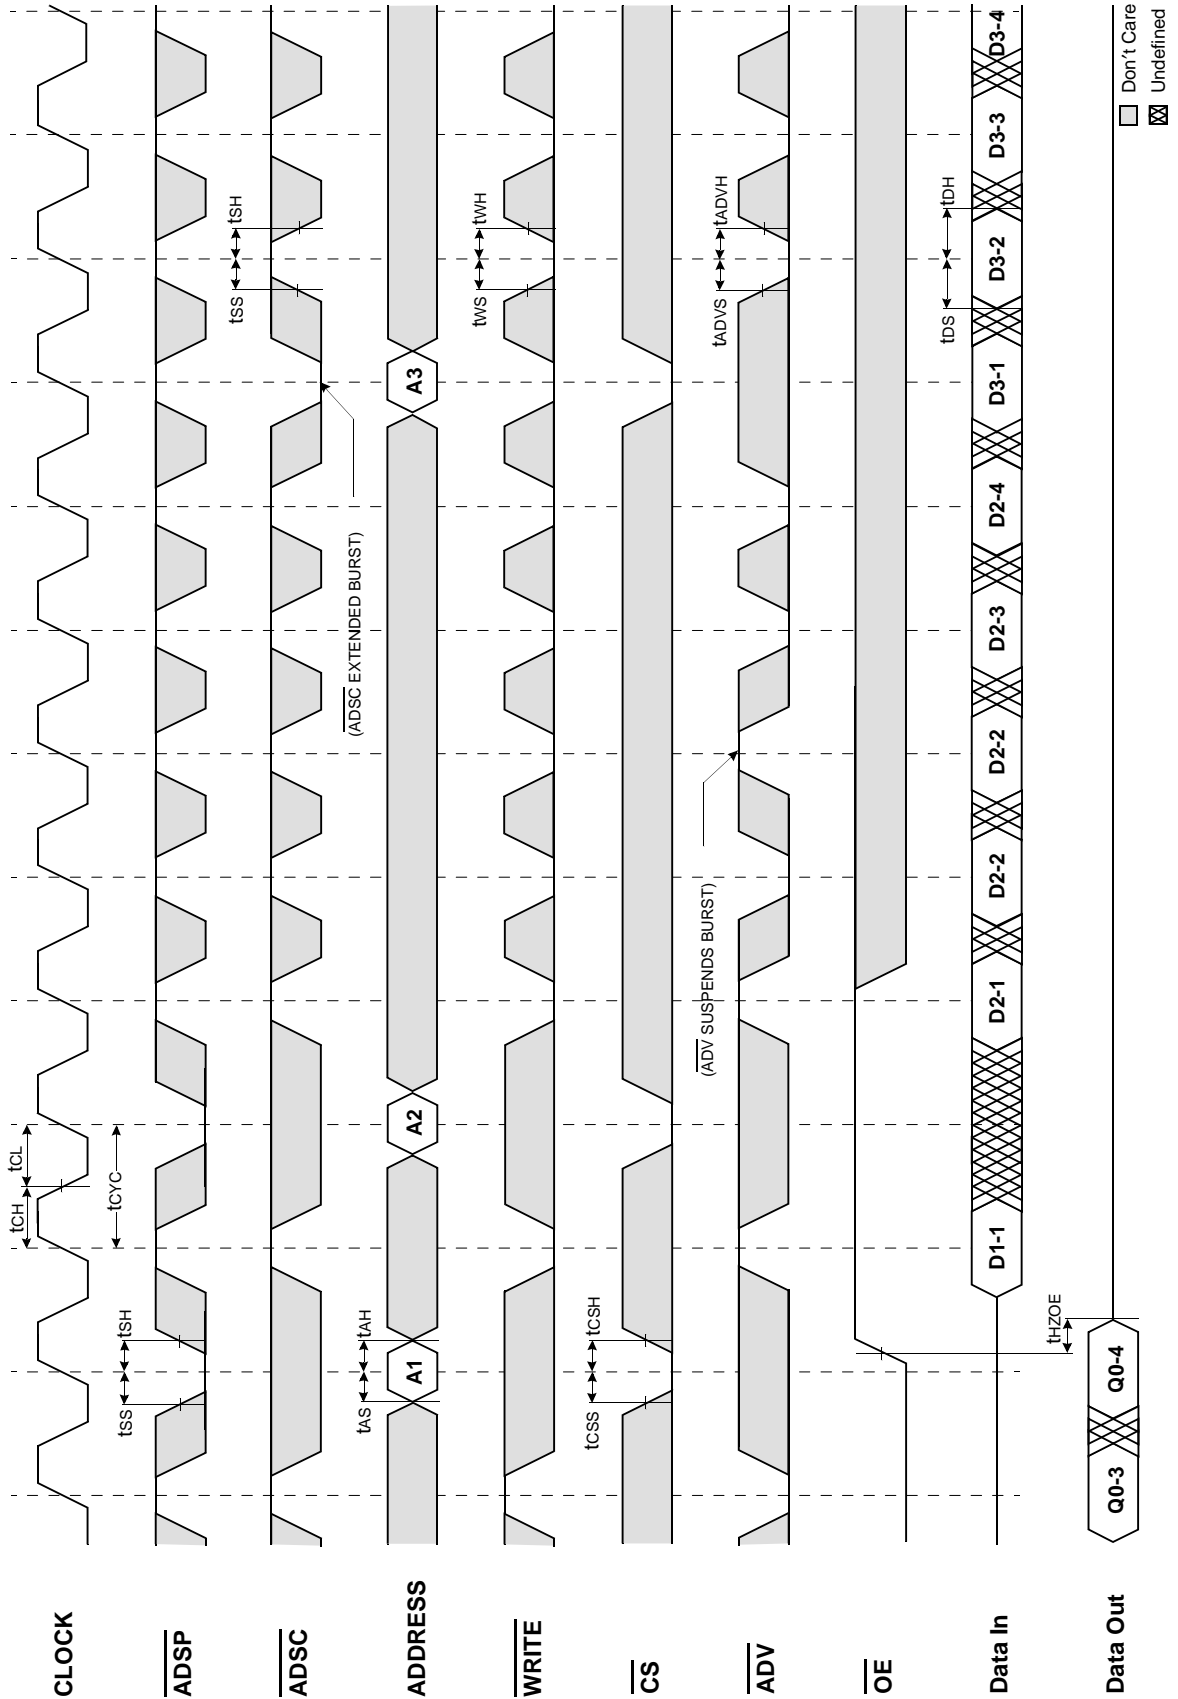 CLOCK
tCH
tCL
tCYC
ADSP
tSS
tSH
ADSC
tSS
tSH
(ADSC EXTENDED BURST)
ADDRESS
tAS
tAH
A1
A2
A3
WRITE
tWS
tWH
CS
tCSS
tCSH
ADV
(ADV SUSPENDS BURST)
tADVS
tADVH
OE
Data In
D1-1
D2-1
D2-2
D2-2
D2-3
D2-4
D3-1
D3-2
D3-3
D3-4
tDS
tDH
tHZOE
Data Out
Q0-3
Q0-4
Don't Care
Undefined